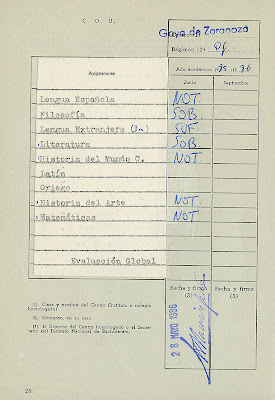 C. O. U.
Goya de Zaragoza
Régimen (2) Of.
Asignaturas
Año académico 1985/1986
Junio Septiembre
Lengua Española NOT.
Filosofía SOB.
Lengua Extranjera (In) SUF.
Literatura SOB.
Historia del Mundo C. NOT.
Latín
Griego
Historia del Arte NOT.
Matemáticas NOT.
Evaluación Global
Fecha y firma (3) Fecha y firma (3)
28 MAYO 1986
(1) Clase y nombre del Centro (Instituto o colegio homologado).
(2) Nocturno, en su caso.
(3) El Director del Centro homologado o el Secretario del Instituto Nacional de Bachillerato.
26